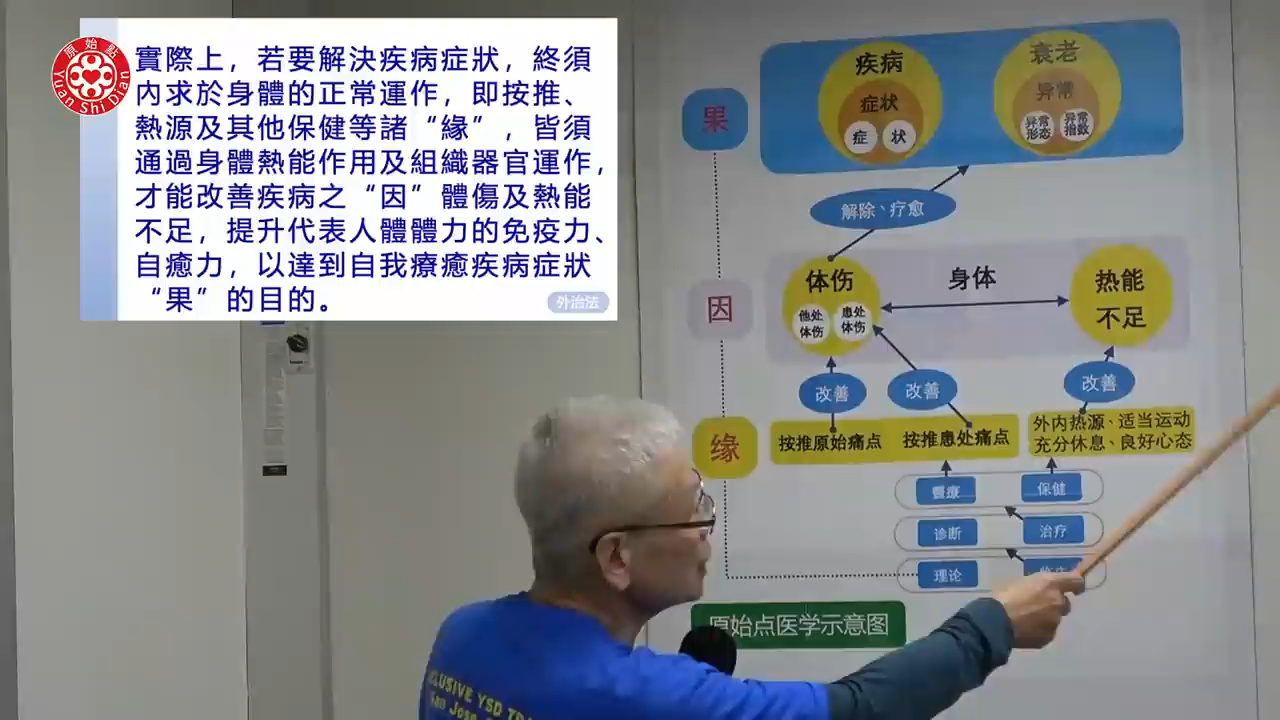 原始點
Yuan Shi Dian
實際上，若要解決疾病症狀，終須
內求於身體的正常運作，即按推、
熱源及其他保健等諸“緣”，皆須
通過身體熱能作用及組織器官運作，
才能改善疾病之“因”體傷及熱能
不足，提升代表人體體力的免疫力、
自癒力，以達到自我療癒疾病症狀
“果”的目的。
外治法
果
疾病
症状
症
状
衰老
异常
异常
形态
异常
指数
解除、疗愈
因
体伤
他处
体伤
患处
体伤
身体
热能
不足
改善
改善
改善
缘
按推原始痛点
按推患处痛点
外内热源、适当运动
充分休息、良好心态
醫療
保健
诊断
治疗
理论
原始点医学示意图
LUSIVE YSD
San Jose